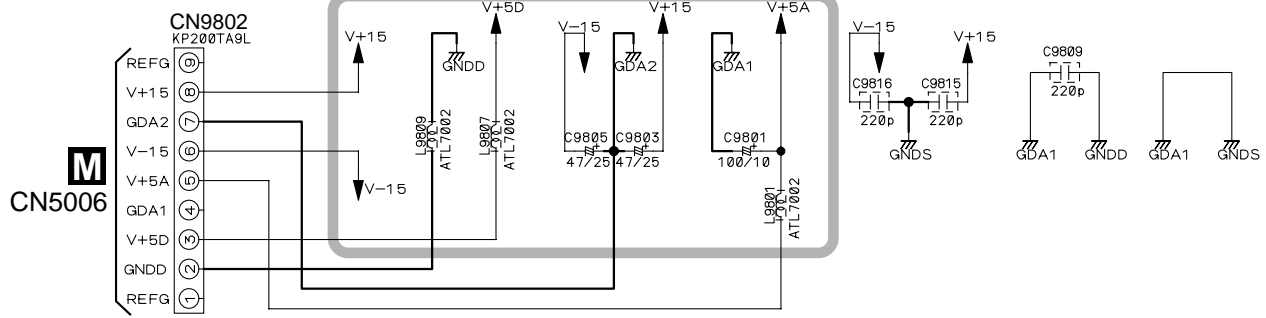 CN9802
KP200TA9L
M
CN5006
REFG 9
V+15 8
GDA2 7
V-15 6
V+5A 5
GDA1 4
V+5D 3
GNDD 2
REFG 1
V+15
V-15
V+5D
GNDD
L9809
ATL7002
L9807
ATL7002
V-15
GDA2
V+15
C9805
47/25
+
C9803
47/25
+
GDA1
V+5A
C9801
100/10
+
L9801
ATL7002
V-15
V+15
C9816
220p
C9815
220p
GNDS
C9809
220p
GDA1
GNDD
GDA1
GNDS